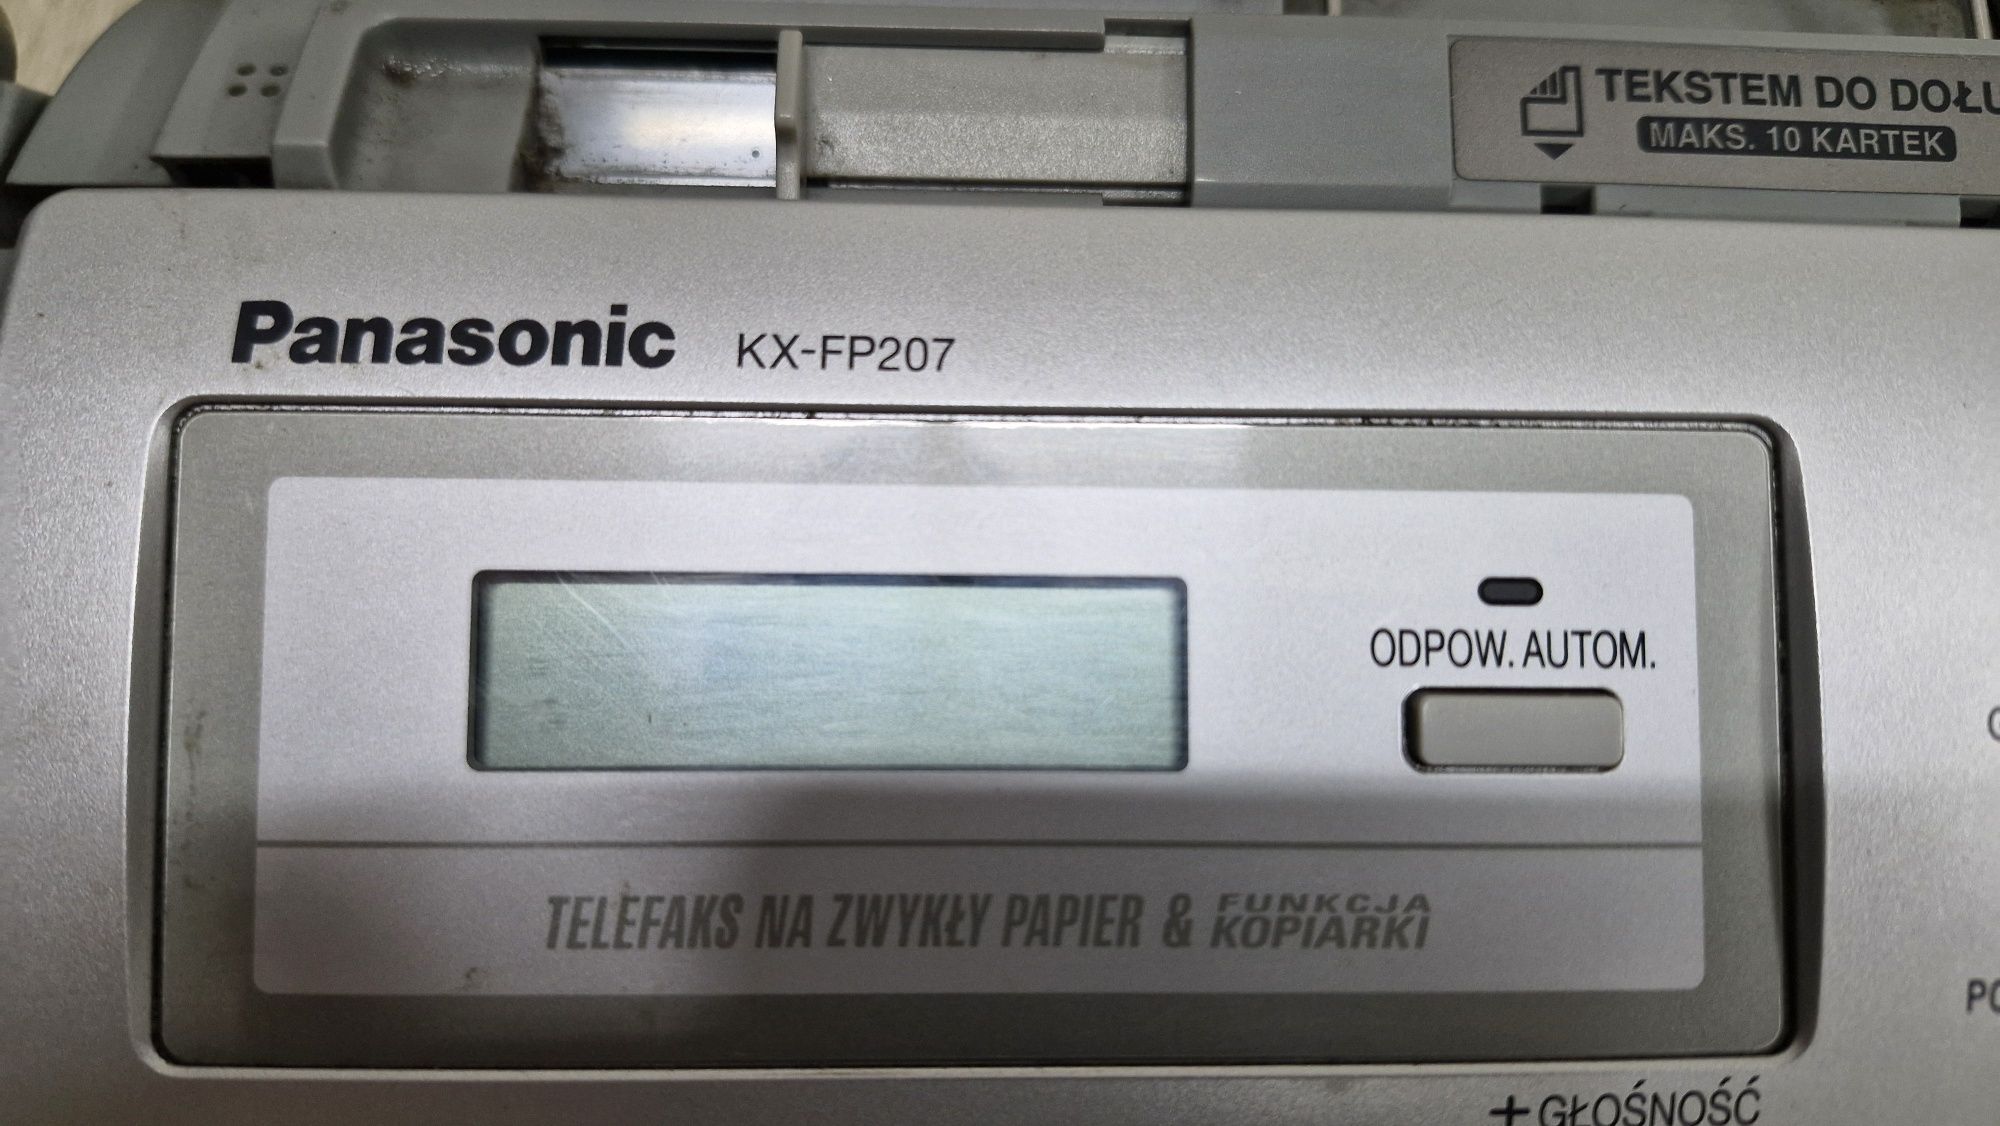 TEKSTEM DO DOŁU
MAKS. 10 KARTEK
Panasonic KX-FP207
ODPOW. AUTOM.
TELEFAKS NA ZWYKŁY PAPIER & FUNKCJA KOPIARKI
+GŁOŚNOŚĆ